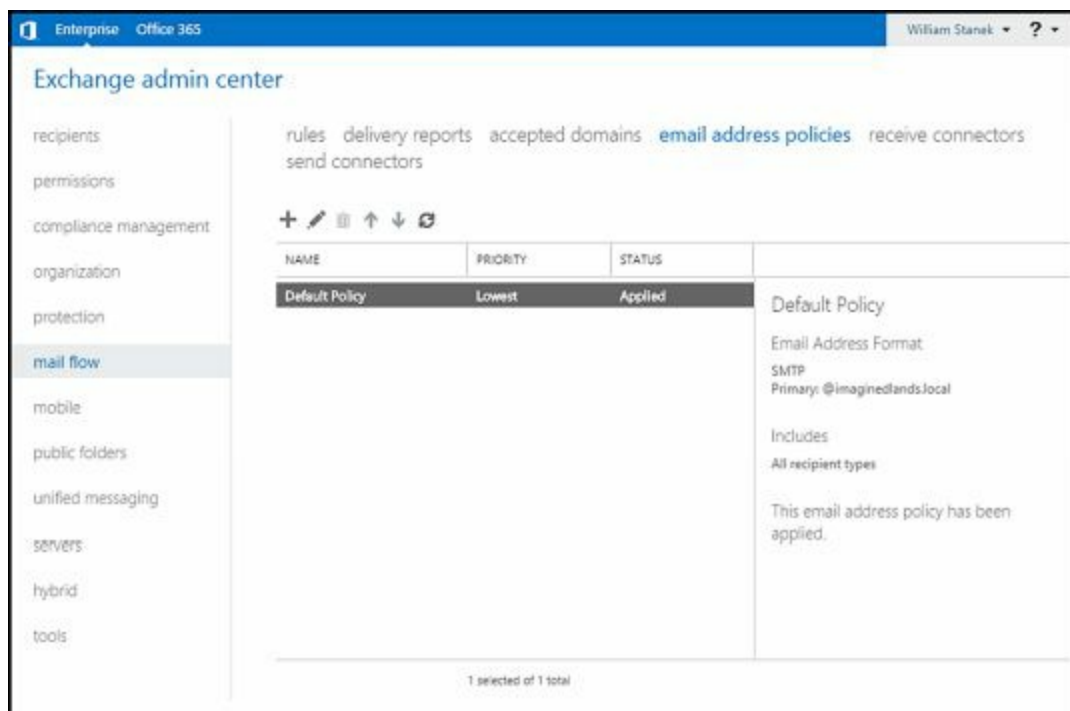 Enterprise Office 365
William Stanek ?
Exchange admin center
recipients
permissions
compliance management
organization
protection
mail flow
mobile
public folders
unified messaging
servers
hybrid
tools
rules delivery reports accepted domains email address policies receive connectors
send connectors
NAME PRIORITY STATUS
Default Policy Lowest Applied
Default Policy
Email Address Format
SMTP
Primary: @imaginedlands.local
Includes
All recipient types
This email address policy has been
applied.
1 selected of 1 total